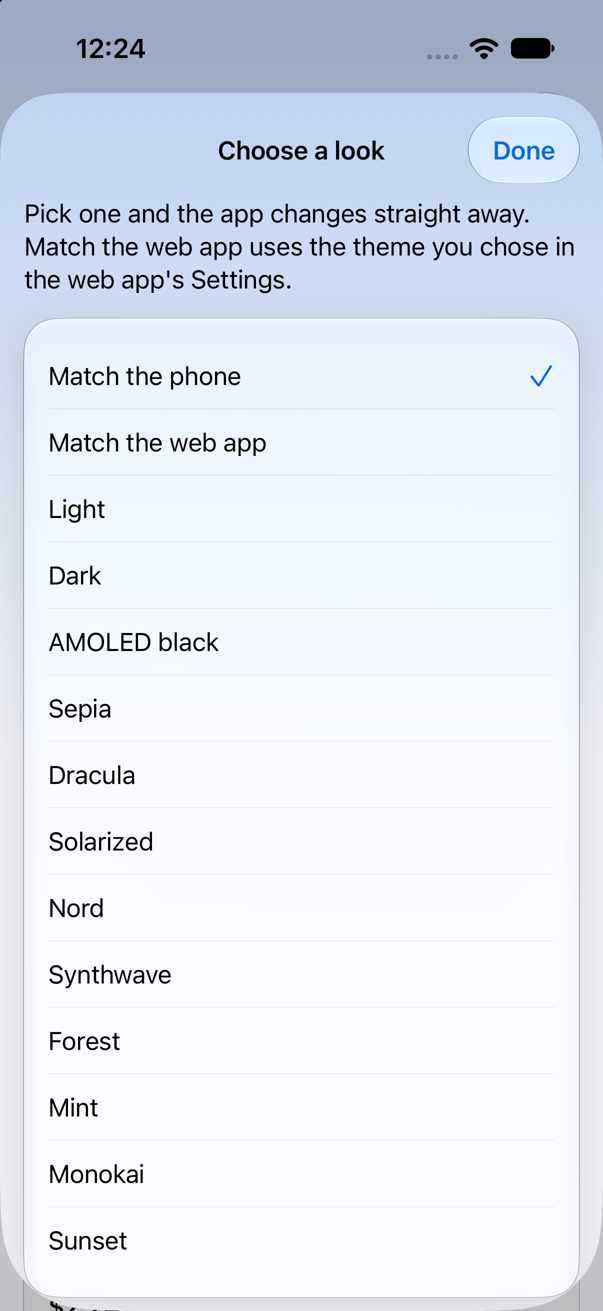 12:24
Choose a look
Done
Pick one and the app changes straight away.
Match the web app uses the theme you chose in
the web app's Settings.
Match the phone
Match the web app
Light
Dark
AMOLED black
Sepia
Dracula
Solarized
Nord
Synthwave
Forest
Mint
Monokai
Sunset